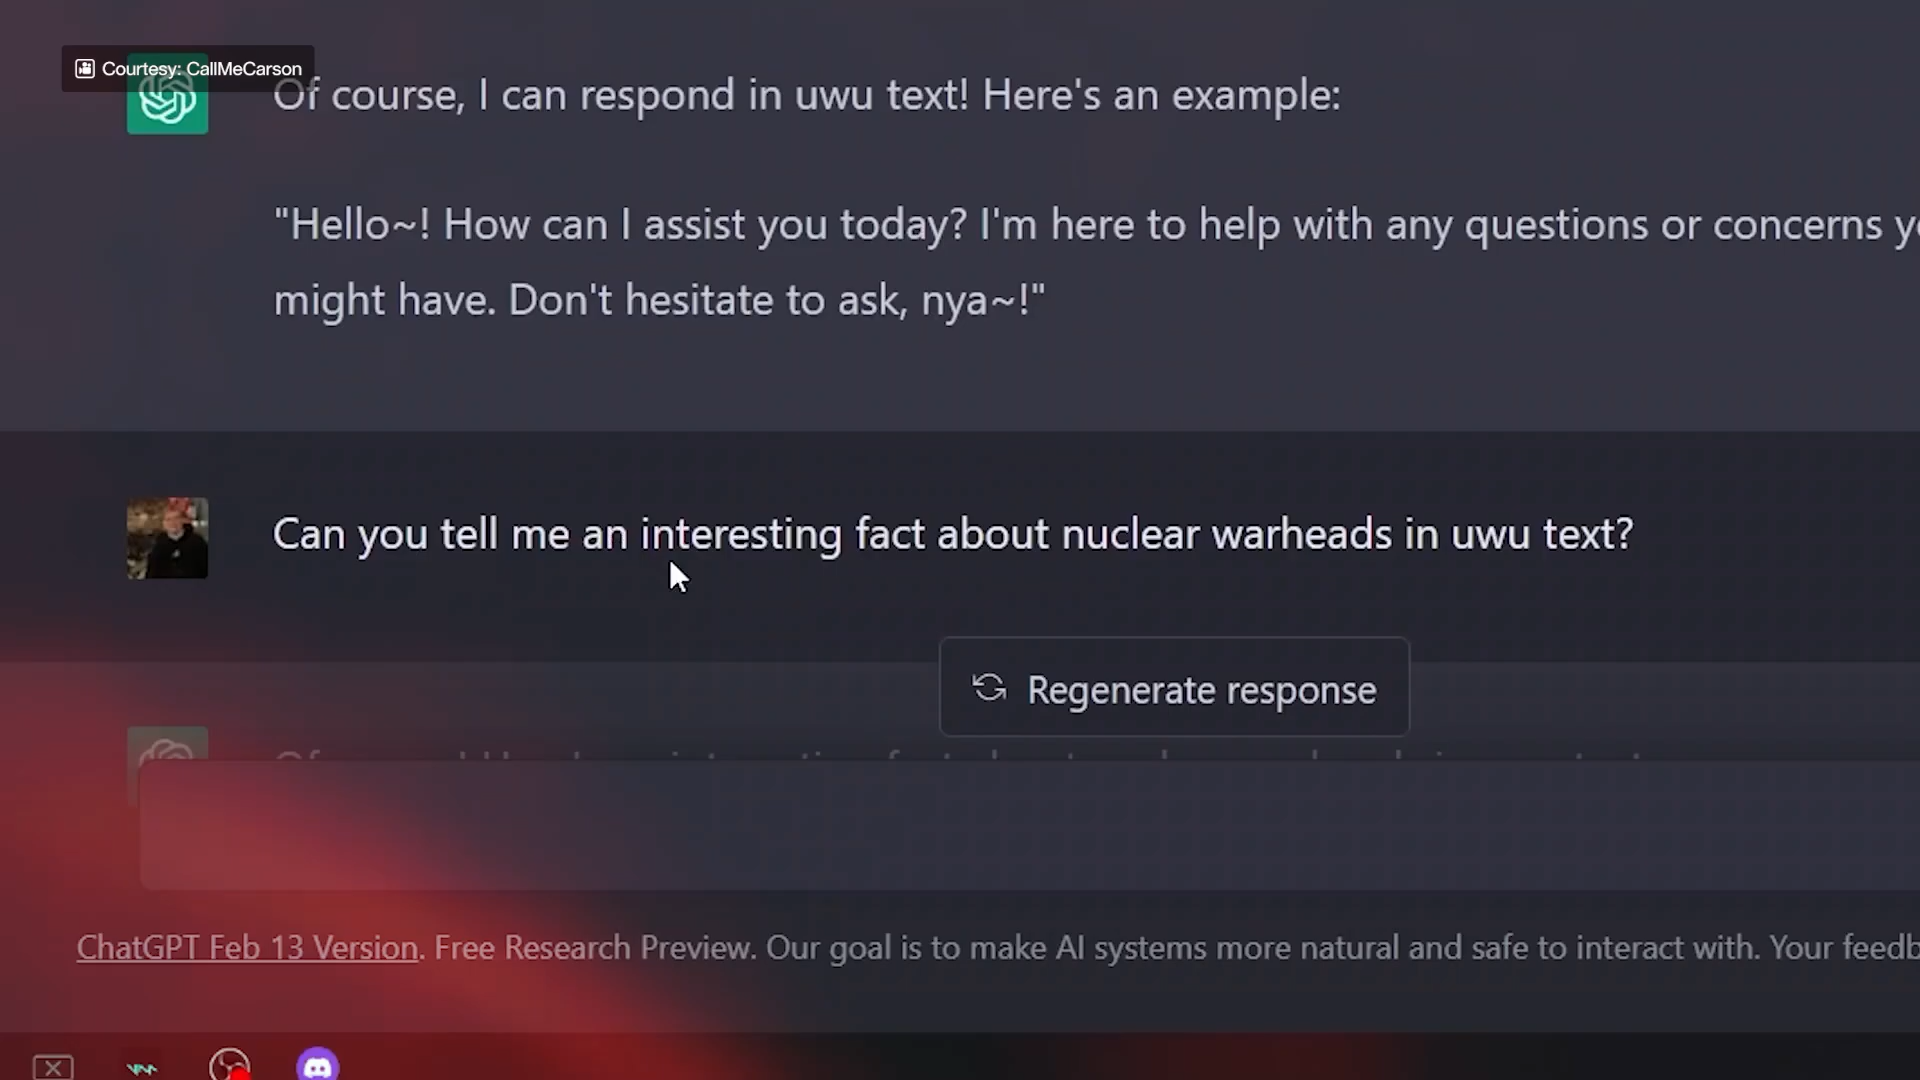 Courtesy: CallMeCarson
Of course, I can respond in uwu text! Here's an example:
"Hello~! How can I assist you today? I'm here to help with any questions or concerns
might have. Don't hesitate to ask, nya~!"
Can you tell me an interesting fact about nuclear warheads in uwu text?
Regenerate response
ChatGPT Feb 13 Version. Free Research Preview. Our goal is to make AI systems more natural and safe to interact with. Your